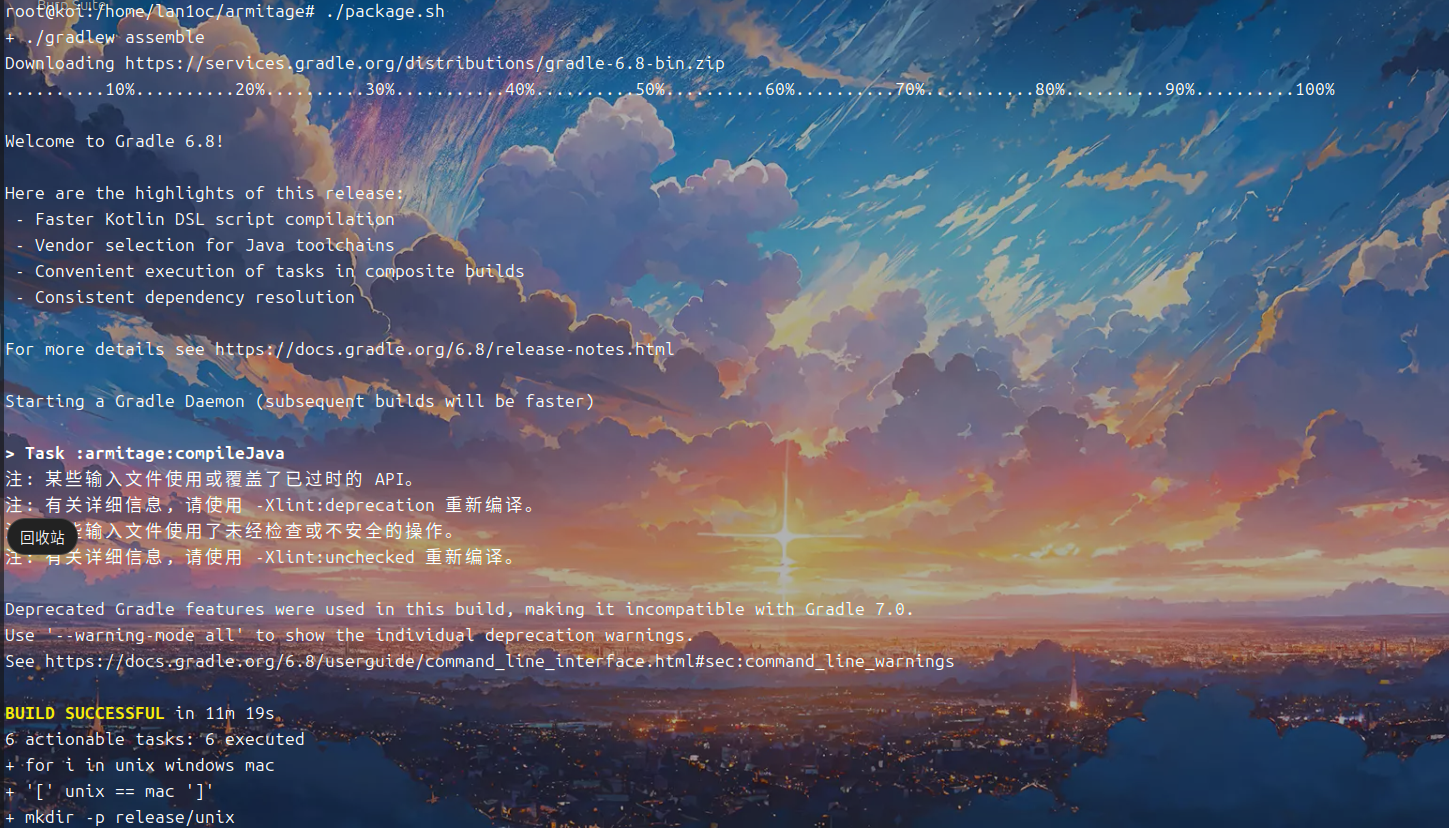 Burp Suite
root@koi:/home/lan1oc/armitage# ./package.sh
+ ./gradlew assemble
Downloading https://services.gradle.org/distributions/gradle-6.8-bin.zip
..........10%..........20%..........30%...........40%..........50%..........60%..........70%...........80%..........90%..........100%
Welcome to Gradle 6.8!
Here are the highlights of this release:
- Faster Kotlin DSL script compilation
- Vendor selection for Java toolchains
- Convenient execution of tasks in composite builds
- Consistent dependency resolution
For more details see https://docs.gradle.org/6.8/release-notes.html
Starting a Gradle Daemon (subsequent builds will be faster)
> Task :armitage:compileJava
注: 某些输入文件使用或覆盖了已过时的 API。
注: 有关详细信息, 请使用 -Xlint:deprecation 重新编译。
些输入文件使用了未经检查或不安全的操作。
回收站
注: 有关详细信息, 请使用 -Xlint:unchecked 重新编译。
Deprecated Gradle features were used in this build, making it incompatible with Gradle 7.0.
Use '--warning-mode all' to show the individual deprecation warnings.
See https://docs.gradle.org/6.8/userguide/command_line_interface.html#sec:command_line_warnings
BUILD SUCCESSFUL in 11m 19s
6 actionable tasks: 6 executed
+ for i in unix windows mac
+ '[' unix == mac ']'
+ mkdir -p release/unix